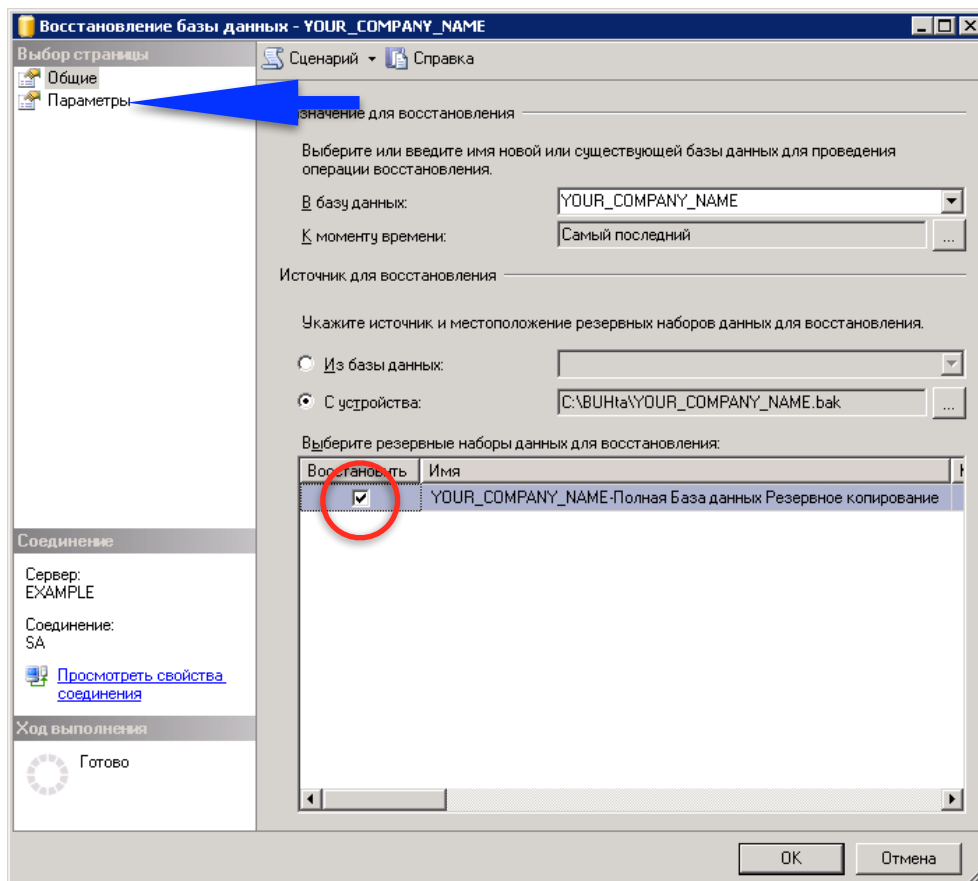 Восстановление базы данных - YOUR_COMPANY_NAME
Выбор страницы
Общие
Параметры
Сценарий
Справка
значение для восстановления
Выберите или введите имя новой или существующей базы данных для проведения
операции восстановления.
В базу данных:
YOUR_COMPANY_NAME
К моменту времени:
Самый последний
...
Источник для восстановления
Укажите источник и местоположение резервных наборов данных для восстановления.
Из базы данных:
С устройства:
C:\BUHta\YOUR_COMPANY_NAME.bak
...
Выберите резервные наборы данных для восстановления:
Восстановить
Имя
YOUR_COMPANY_NAME-Полная База данных Резервное копирование
Соединение
Сервер:
EXAMPLE
Соединение:
SA
Просмотреть свойства
соединения
Ход выполнения
Готово
OK
Отмена